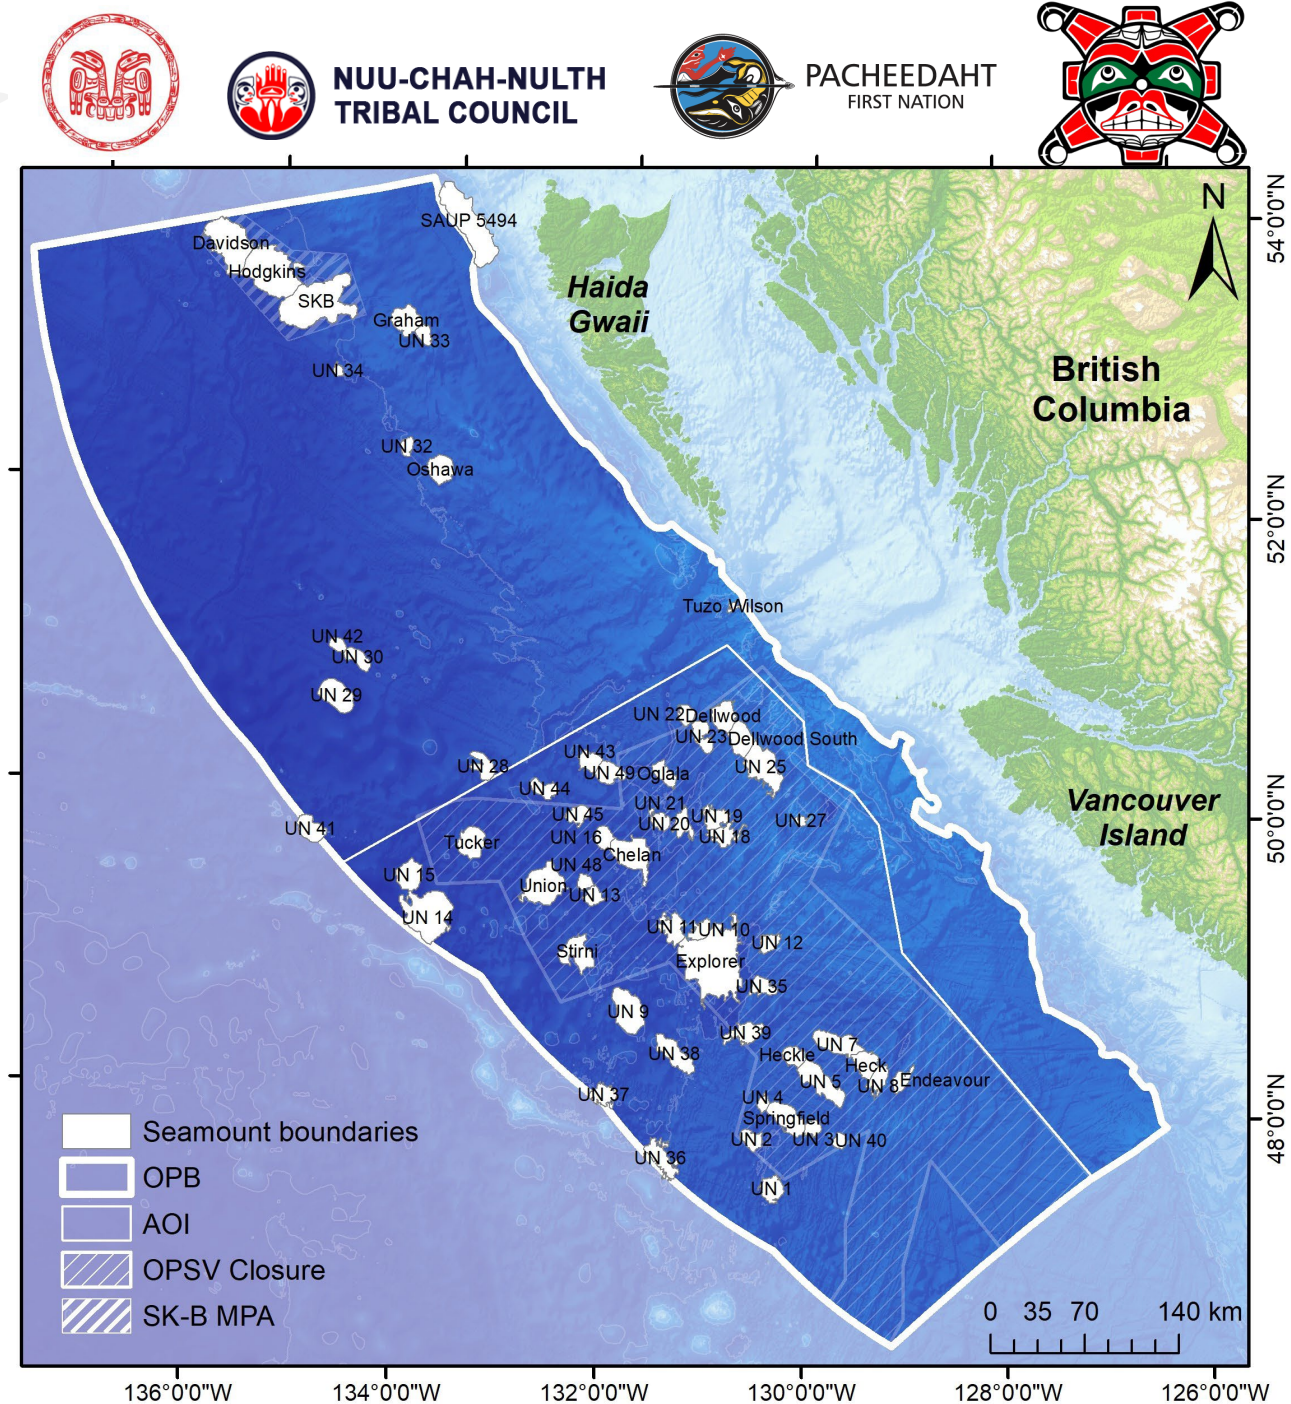 NUU-CHAH-NULTH
TRIBAL COUNCIL
PACHEEDAHT
FIRST NATION
N
54°0'0"N
SAUP 5494
Davidson
Hodgkins
SKB
Haida
Gwaii
Graham
UN 33
UN 34
British
Columbia
UN 32
Oshawa
52°0'0"N
Tuzo Wilson
UN 42
UN 30
UN 29
UN 22
Dellwood
UN 23
Dellwood South
UN 43
UN 28
UN 49
Oglala
UN 25
UN 44
UN 21
UN 45
UN 19
UN 20
UN 27
UN 41
UN 16
UN 18
Tucker
Chelan
Vancouver
Island
50°0'0"N
UN 48
UN 15
Union
UN 13
UN 14
UN 11
UN 10
UN 12
Stirni
Explorer
UN 35
UN 9
UN 39
UN 7
UN 38
Heckle
Heck
UN 5
UN 8
Endeavour
UN 37
UN 4
Springfield
UN 2
UN 3
UN 40
UN 36
UN 1
48°0'0"N
Seamount boundaries
OPB
AOI
OPSV Closure
SK-B MPA
0 35 70 140 km
136°0'0"W 134°0'0"W 132°0'0"W 130°0'0"W 128°0'0"W 126°0'0"W